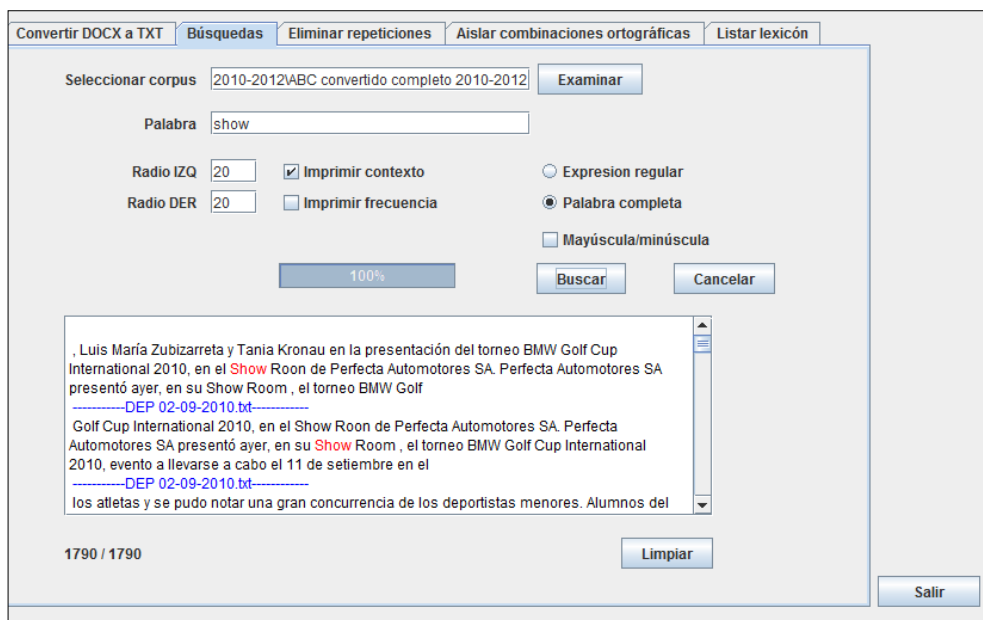 Convertir DOCX a TXT Búsquedas Eliminar repeticiones Aislar combinaciones ortográficas Listar lexicón
Seleccionar corpus 2010-2012\ABC convertido completo 2010-2012 Examinar
Palabra show
Radio IZQ 20 Imprimir contexto Expresion regular
Radio DER 20 Imprimir frecuencia Palabra completa
Mayúscula/minúscula
100% Buscar Cancelar
, Luis María Zubizarreta y Tania Kronau en la presentación del torneo BMW Golf Cup
International 2010, en el Show Roon de Perfecta Automotores SA. Perfecta Automotores SA
presentó ayer, en su Show Room , el torneo BMW Golf
-----------DEP 02-09-2010.txt------------
Golf Cup International 2010, en el Show Roon de Perfecta Automotores SA. Perfecta
Automotores SA presentó ayer, en su Show Room , el torneo BMW Golf Cup International
2010, evento a llevarse a cabo el 11 de setiembre en el
-----------DEP 02-09-2010.txt------------
los atletas y se pudo notar una gran concurrencia de los deportistas menores. Alumnos del
1790 / 1790 Limpiar
Salir